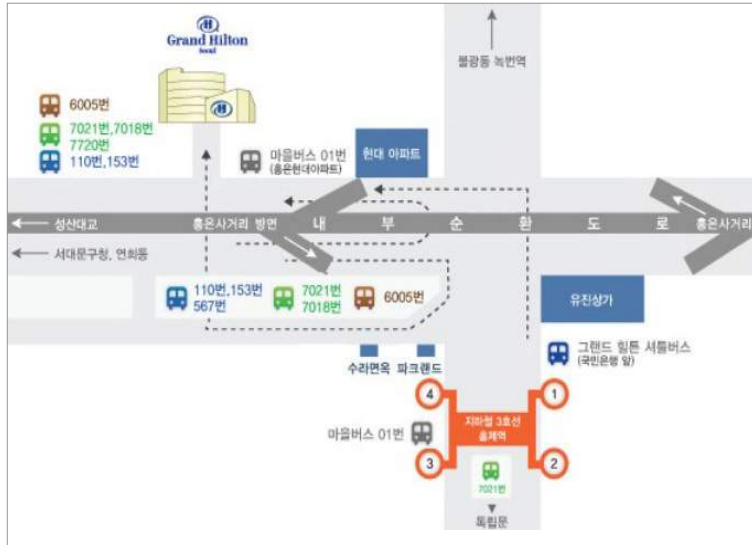 Grand Hilton
Seoul
불광동 녹번역
6005번
7021번,7018번
7720번
110번,153번
마을버스 01번
(홍은현대아파트)
현대 아파트
성산대교
홍은사거리 방면
내 부 순 환 도 로
홍은사거리
서대문구청, 연희동
110번,153번
567번
7021번
7018번
6005번
유진상가
수라면옥
파크랜드
그랜드 힐튼 셔틀버스
(국민은행 앞)
4
1
지하철 3호선
홍제역
마을버스 01번
3
2
7021번
독립문